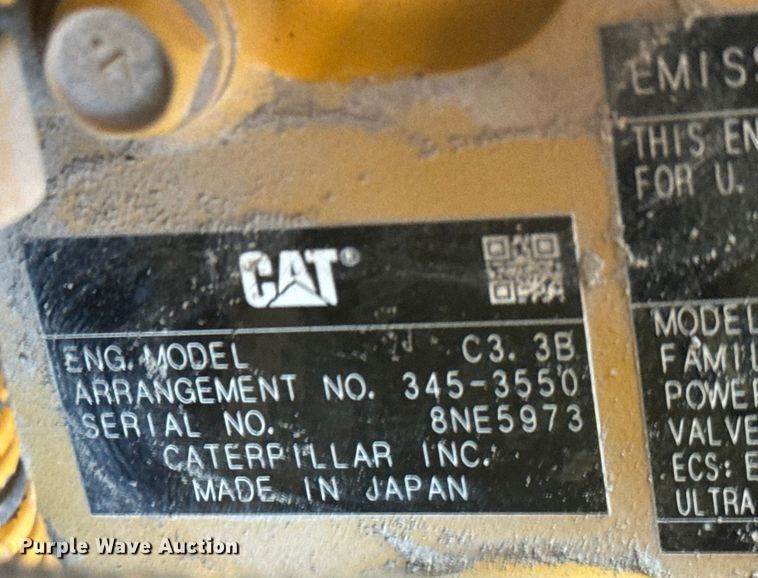 CAT®
ENG. MODEL C3. 3B
ARRANGEMENT NO. 345-3550
SERIAL NO. 8NE5973
CATERPILLAR INC.
MADE IN JAPAN
EMISS
THIS EN
FOR U.
MODEL
FAMIL
POWER
VALVE
ECS: E
ULTRA
Purple Wave Auction